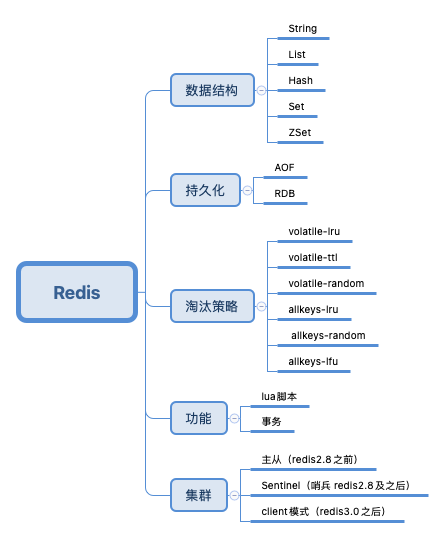 Redis
数据结构
String
List
Hash
Set
ZSet
持久化
AOF
RDB
淘汰策略
volatile-lru
volatile-ttl
volatile-random
allkeys-lru
allkeys-random
allkeys-lfu
功能
lua脚本
事务
集群
主从（redis2.8之前）
Sentinel（哨兵 redis2.8及之后）
client模式（redis3.0之后）